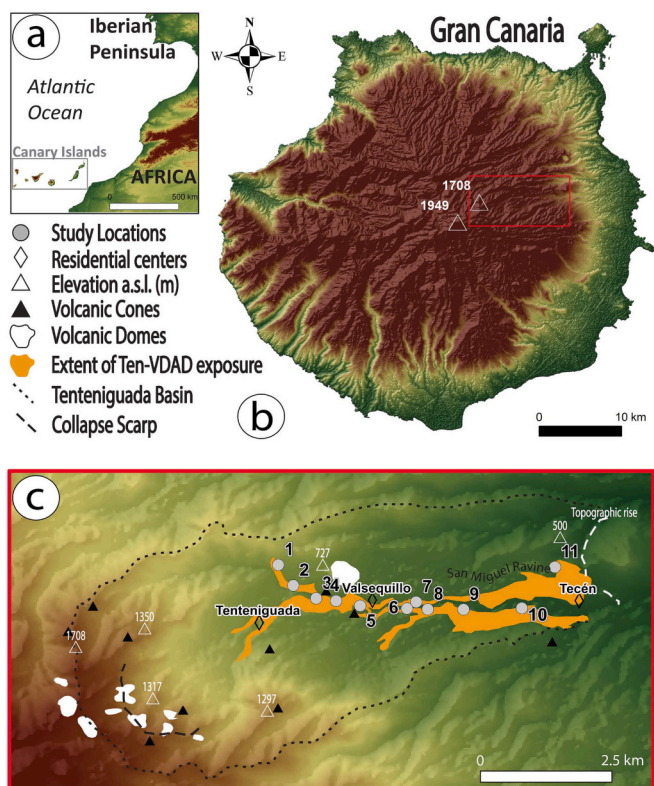 a
Iberian
Peninsula
Atlantic
Ocean
Canary Islands
AFRICA
0 500 km
N
W E
S
Gran Canaria
1708
1949
b
0 10 km
Study Locations
Residential centers
Elevation a.s.l. (m)
Volcanic Cones
Volcanic Domes
Extent of Ten-VDAD exposure
Tenteniguada Basin
Collapse Scarp
c
Topographic rise
500
1
727
San Miguel Ravine
11
2
3
4
Valsequillo
7
8
9
Tecén
Tenteniguada
5
6
10
1350
1708
1317
1297
0 2.5 km